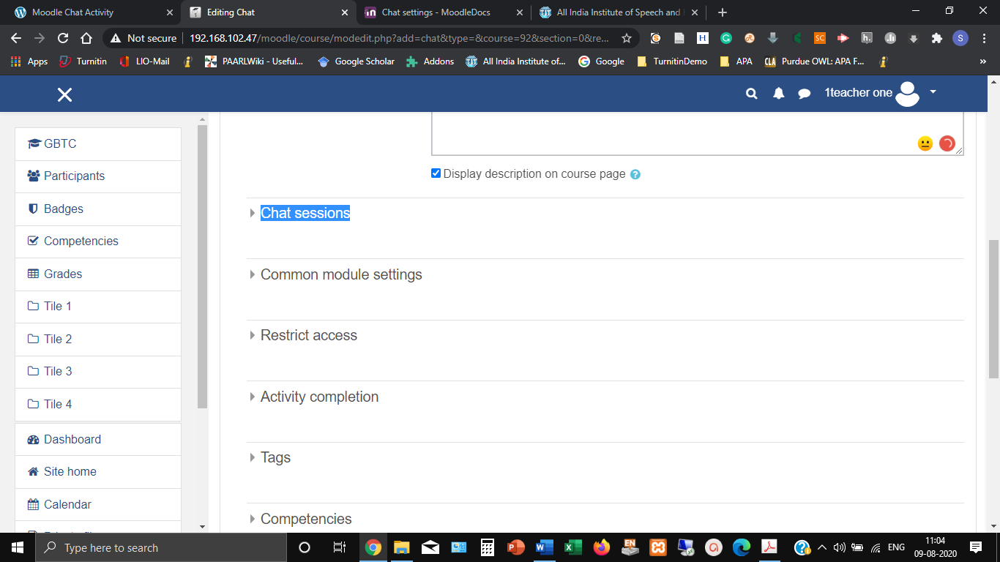 Moodle Chat Activity
Editing Chat
Chat settings - MoodleDocs
All India Institute of Speech and
Not secure
192.168.102.47/moodle/course/modedit.php?add=chat&type=&course=92&section=0&re...
Apps
Turnitin
LIO-Mail
PAARLWiki - Useful...
Google Scholar
Addons
All India Institute of...
Google
TurnitinDemo
APA
Purdue OWL: APA F...
1teacher one
GBTC
Participants
Badges
Competencies
Grades
Tile 1
Tile 2
Tile 3
Tile 4
Dashboard
Site home
Calendar
Display description on course page
Chat sessions
Common module settings
Restrict access
Activity completion
Tags
Competencies
Type here to search
ENG
11:04
09-08-2020